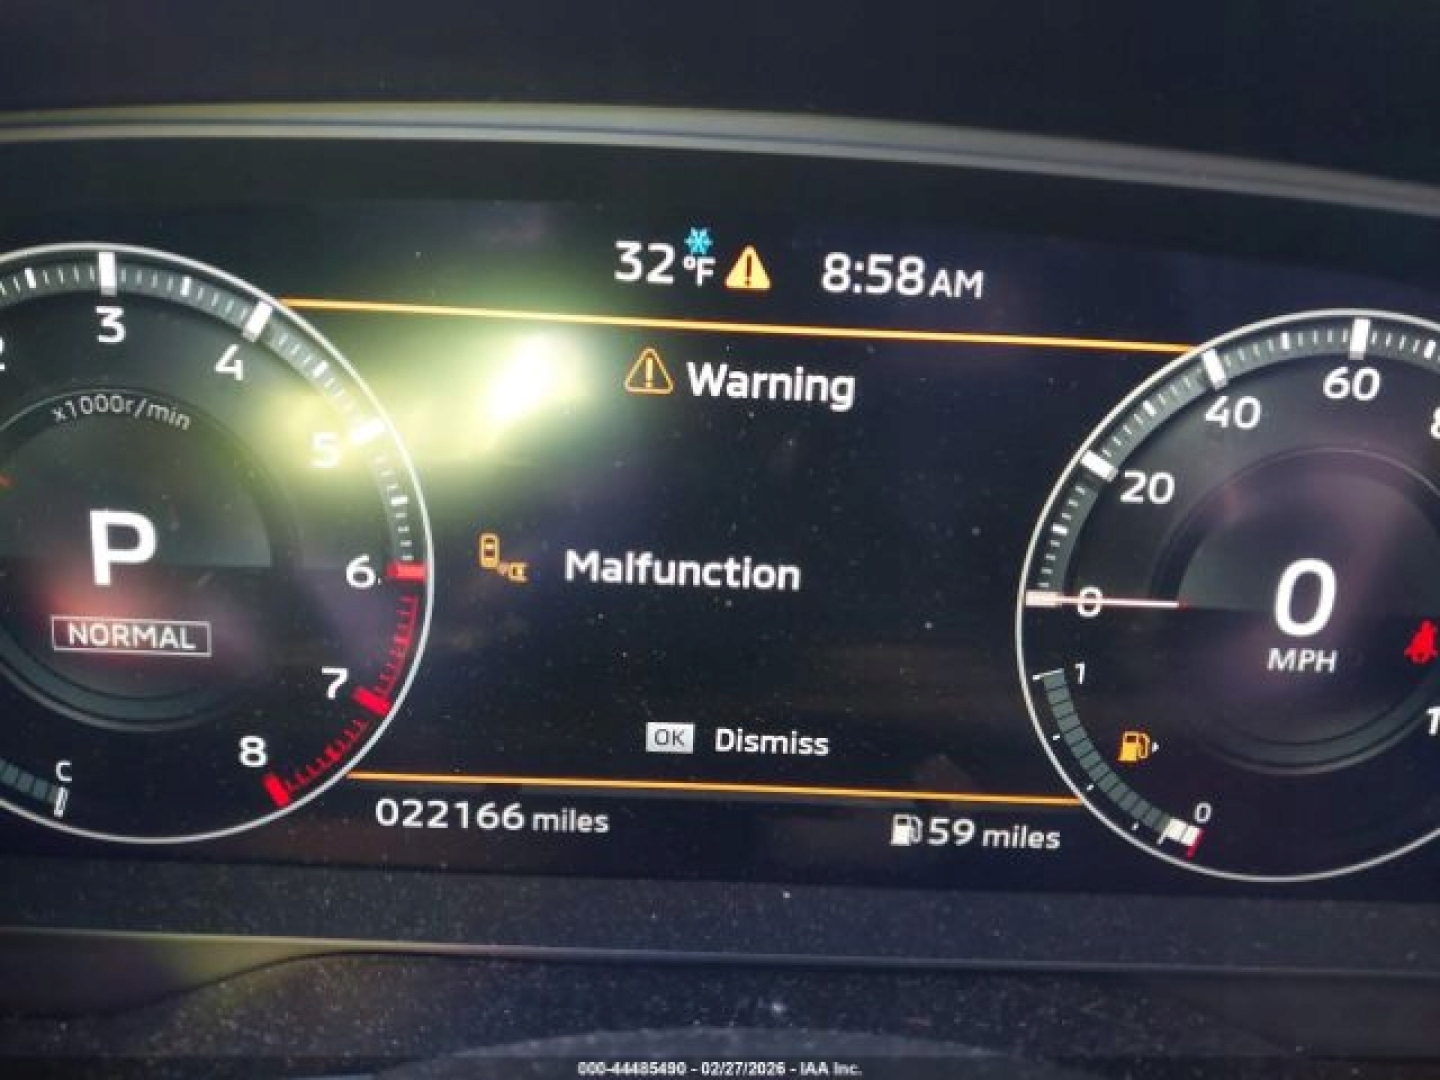 32°F 8:58AM
Warning
2 3 4 5 6 7 8
x1000r/min
P
NORMAL
C
Malfunction
OK Dismiss
022166 miles
59 miles
0 20 40 60
0
MPH
1
0
000-44485490 - 02/27/2026 - IAA Inc.